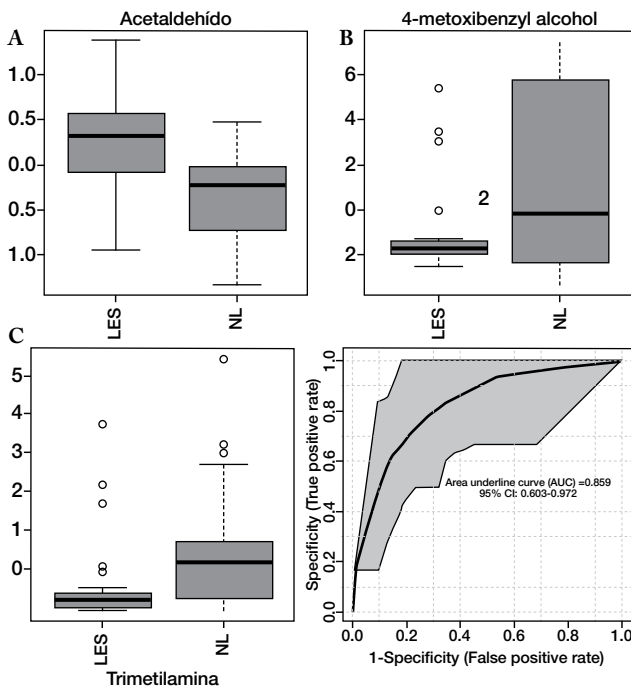 Acetaldehído
A
1.0
0.5
0.0
0.5
1.0
LES
NL
4-metoxibenzyl alcohol
B
6
4
2
0
2
2
LES
NL
C
5
4
3
2
1
0
LES
NL
Trimetilamina
Specificity (True positive rate)
1.0
0.8
0.6
0.4
0.2
0.0
Area underline curve (AUC) =0.859
95% CI: 0.603-0.972
0.0 0.2 0.4 0.6 0.8 1.0
1-Specificity (False positive rate)